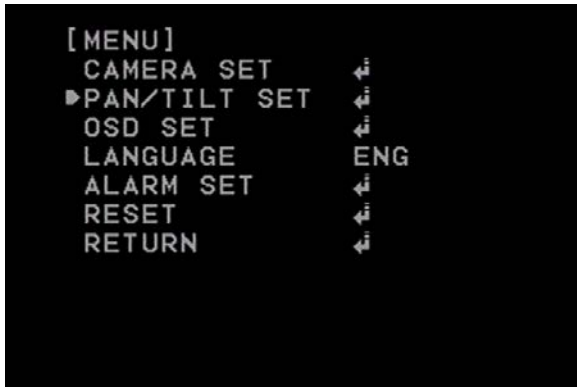 [MENU]
CAMERA SET ↲
▶PAN/TILT SET ↲
OSD SET ↲
LANGUAGE ENG
ALARM SET ↲
RESET ↲
RETURN ↲